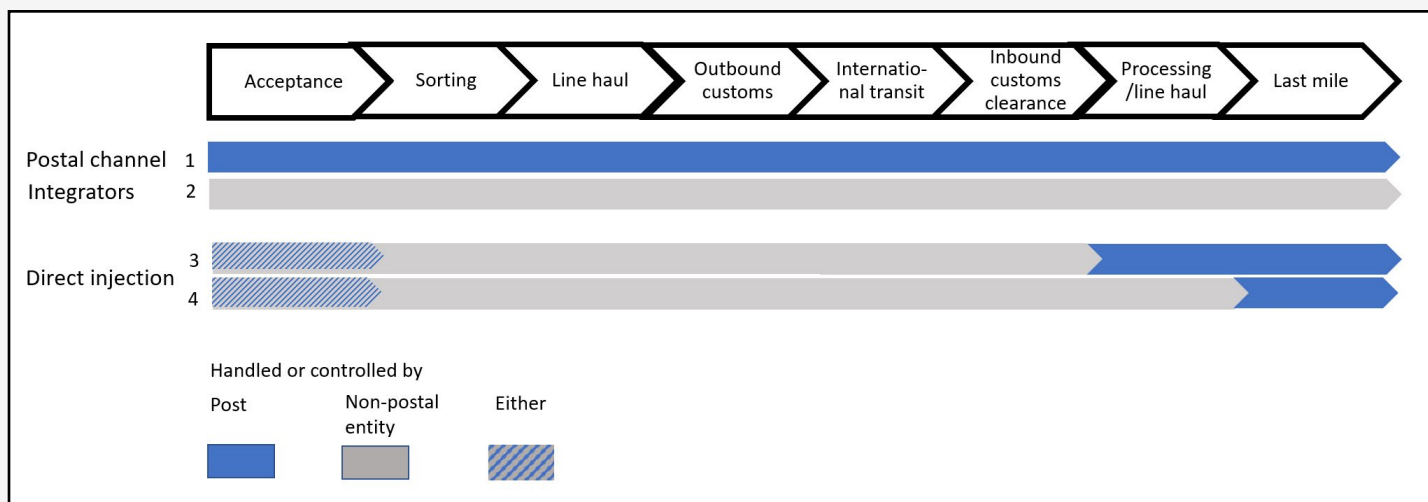 Acceptance
Sorting
Line haul
Outbound
customs
Internatio-
nal transit
Inbound
customs
clearance
Processing
/line haul
Last mile
Postal channel 1
Integrators 2
Direct injection
3
4
Handled or controlled by
Post
Non-postal
entity
Either